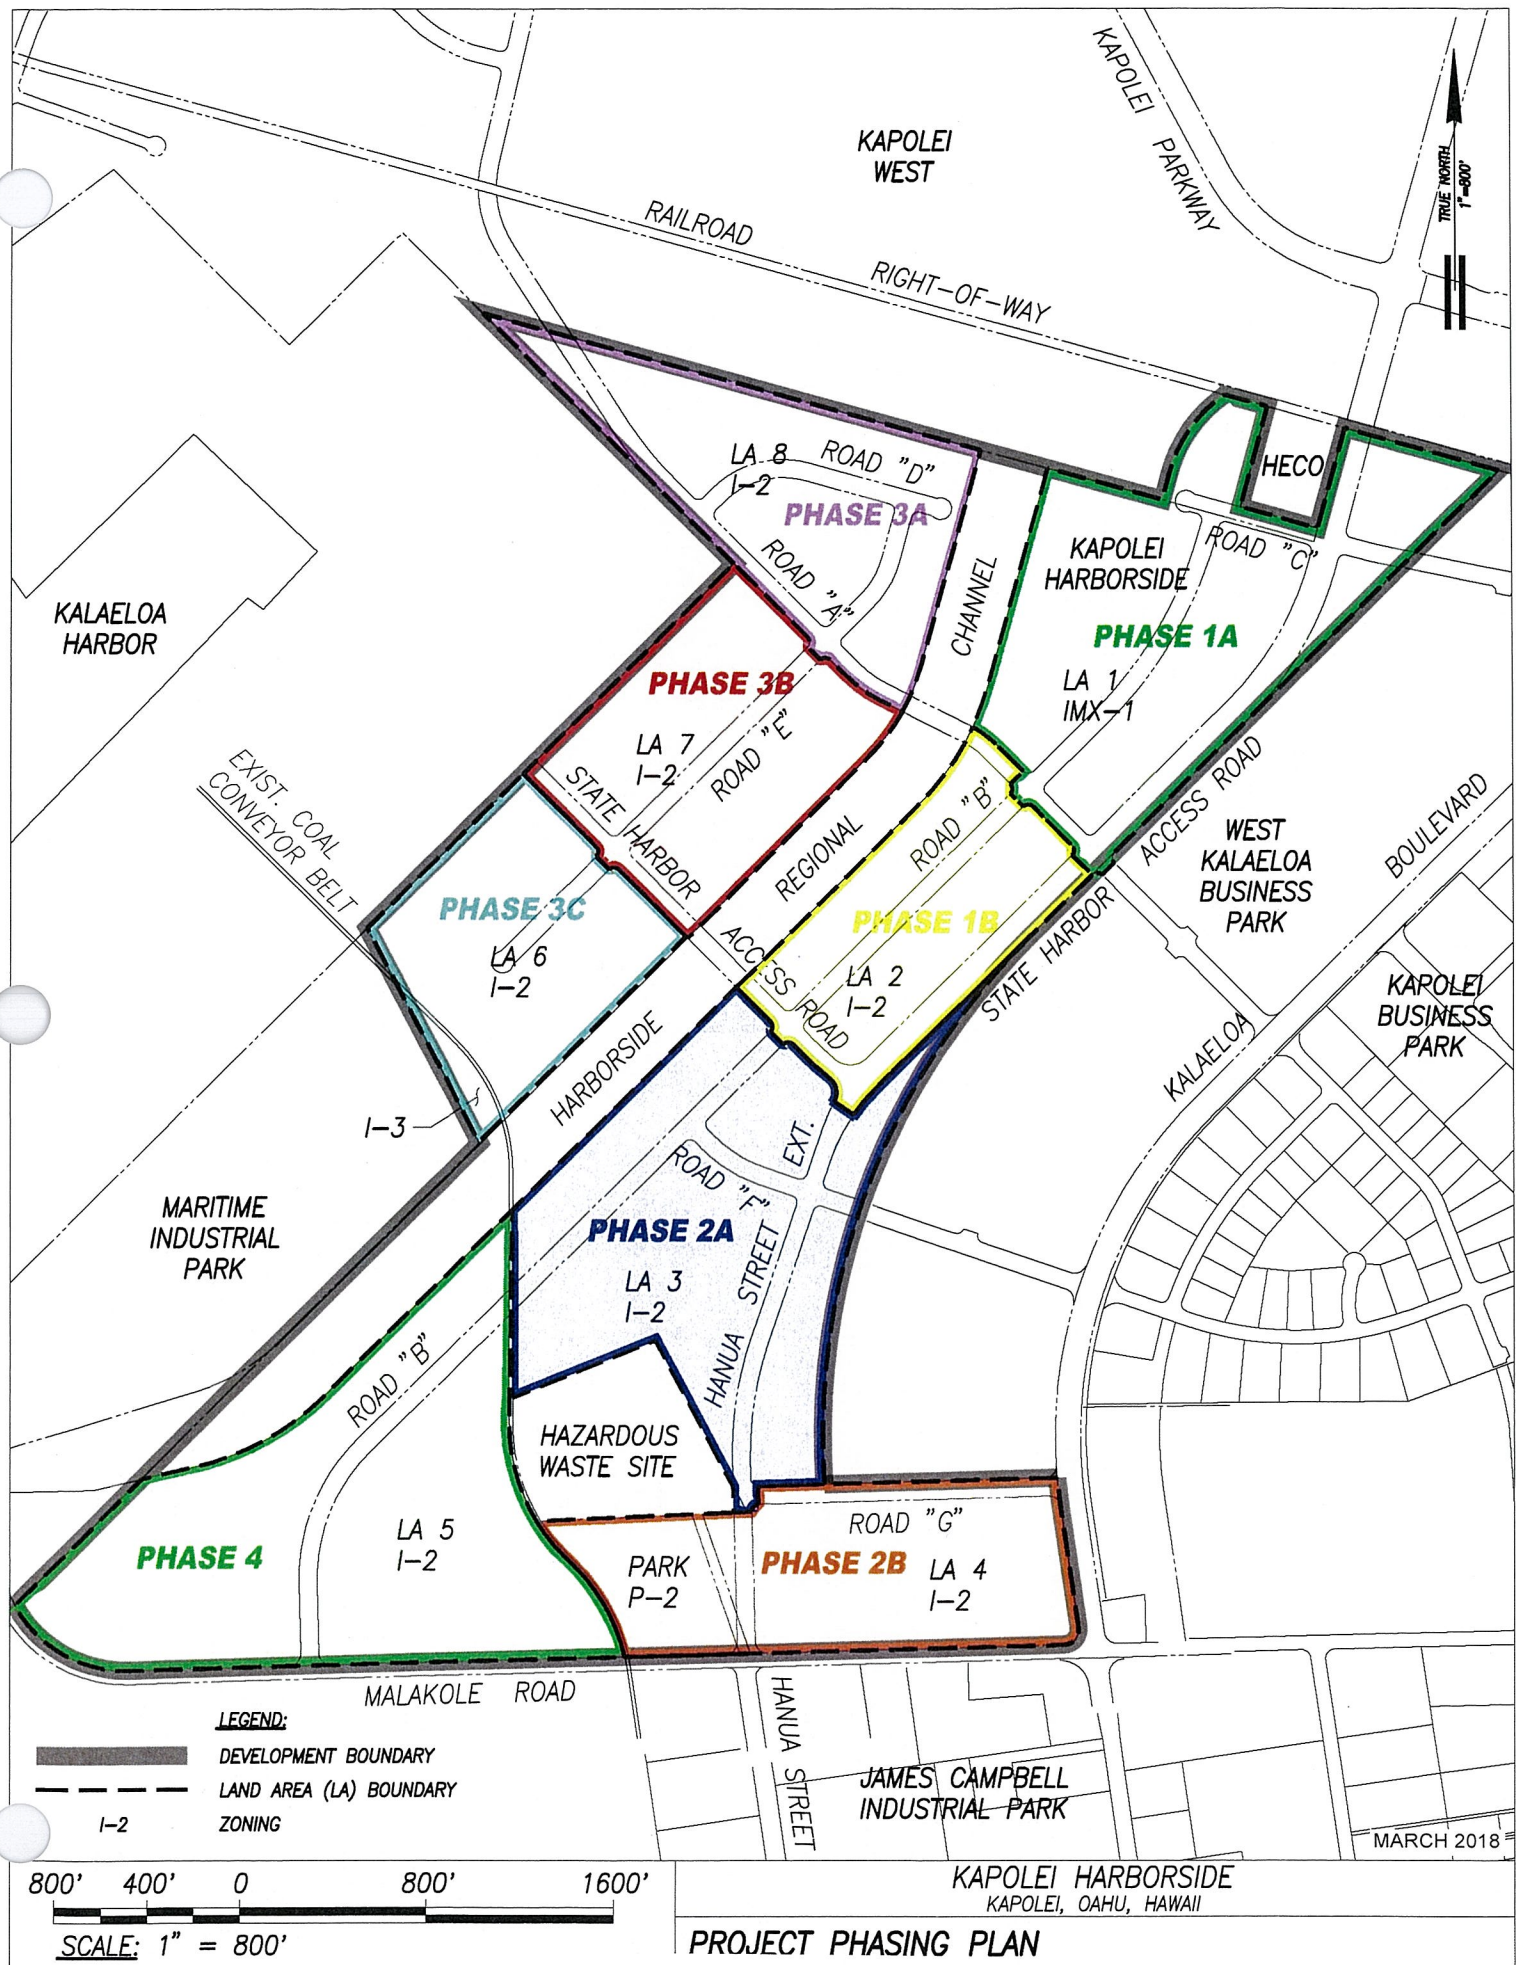 KAPOLEI PARKWAY
KAPOLEI
WEST
TRUE NORTH
1"=800'
RAILROAD
RIGHT-OF-WAY
HECO
LA 8
I-2
ROAD "D"
PHASE 3A
ROAD "A"
KAPOLEI
HARBORSIDE
ROAD "C"
CHANNEL
PHASE 1A
LA 1
IMX-1
KALAELOA
HARBOR
PHASE 3B
LA 7
I-2
ROAD "E"
STATE HARBOR
ACCESS ROAD
EXIST. COAL
CONVEYOR BELT
REGIONAL
ROAD "B"
STATE HARBOR
ACCESS ROAD
WEST
KALAELOA
BUSINESS
PARK
KALAELOA
BOULEVARD
PHASE 3C
LA 6
I-2
PHASE 1B
LA 2
I-2
KAPOLEI
BUSINESS
PARK
HARBORSIDE
I-3
EXT.
ROAD "F"
MARITIME
INDUSTRIAL
PARK
PHASE 2A
LA 3
I-2
HANUA STREET
ROAD "B"
HAZARDOUS
WASTE SITE
PHASE 4
LA 5
I-2
PARK
P-2
ROAD "G"
PHASE 2B
LA 4
I-2
MALAKOLE ROAD
HANUA STREET
JAMES CAMPBELL
INDUSTRIAL PARK
LEGEND:
DEVELOPMENT BOUNDARY
LAND AREA (LA) BOUNDARY
I-2 ZONING
MARCH 2018
800' 400' 0 800' 1600'
SCALE: 1" = 800'
KAPOLEI HARBORSIDE
KAPOLEI, OAHU, HAWAII
PROJECT PHASING PLAN